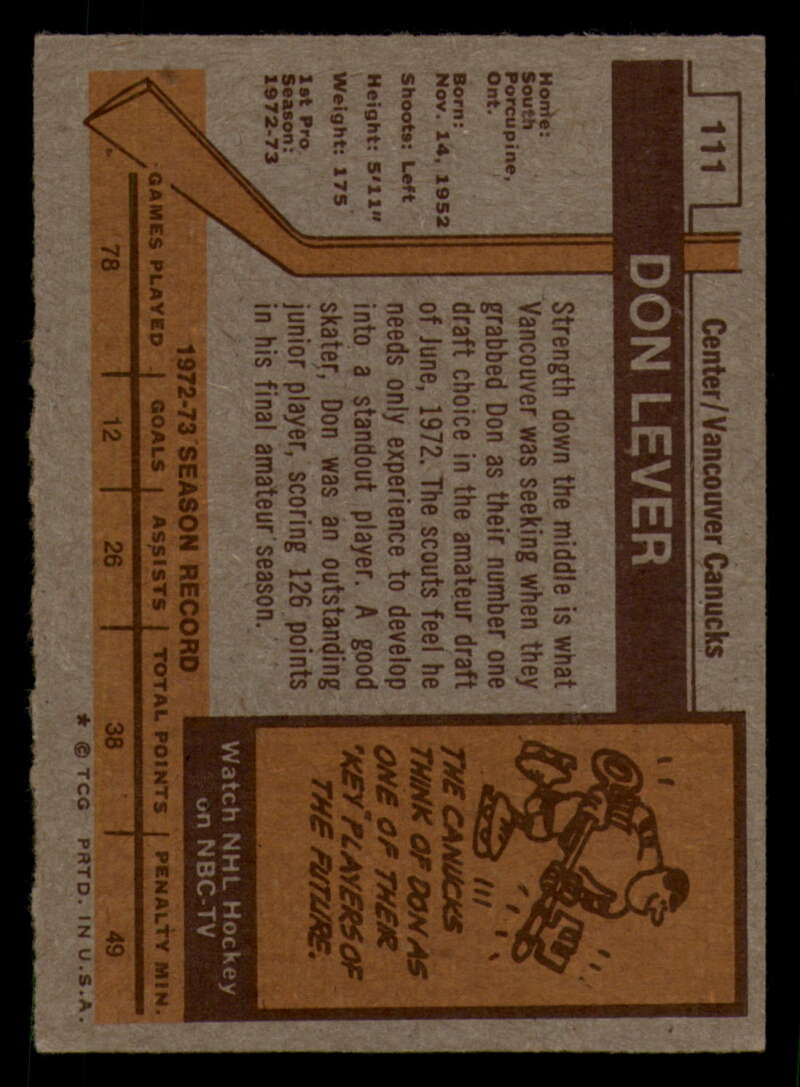 111
Center/Vancouver Canucks
DON LEVER
Home:
South
Porcupine,
Ont.
Born:
Nov. 14, 1952
Shoots: Left
Height: 5'11"
Weight: 175
1st Pro
Season:
1972-73
Strength down the middle is what
Vancouver was seeking when they
grabbed Don as their number one
draft choice in the amateur draft
of June, 1972. The scouts feel he
needs only experience to develop
into a standout player. A good
skater, Don was an outstanding
junior player, scoring 126 points
in his final amateur season.
THE CANUCKS
THINK OF DON AS
ONE OF THEIR
"KEY" PLAYERS OF
THE FUTURE.
Watch NHL Hockey
on NBC-TV
1972-73 SEASON RECORD
GAMES PLAYED GOALS ASSISTS TOTAL POINTS PENALTY MIN.
78 12 26 38 49
* © TCG PRTD. IN U.S.A.